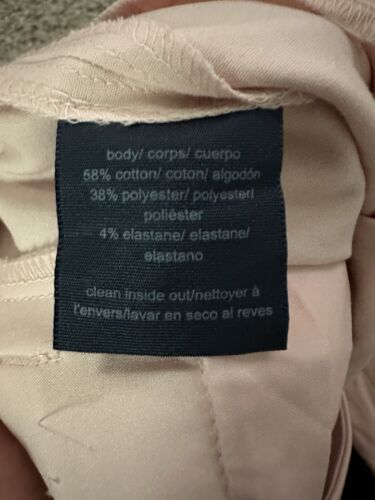 body/ corps/ cuerpo
58% cotton/ coton/ algodón
38% polyester/ polyester/
poliéster
4% elastane/ elastane/
elastano
clean inside out/nettoyer à
l'envers/lavar en seco al reves